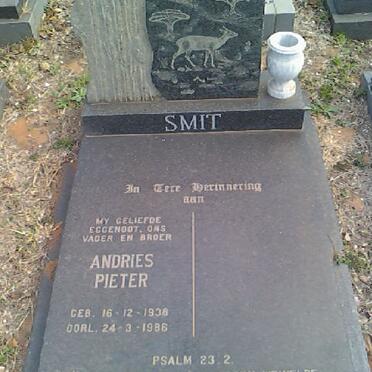 SMIT
In Tere Herinnering
aan
MY GELIEFDE
EGGENOOT, ONS
VADER EN BROER
ANDRIES
PIETER
GEB. 16-12-1938
OORL. 24-3-1986
PSALM 23.2.